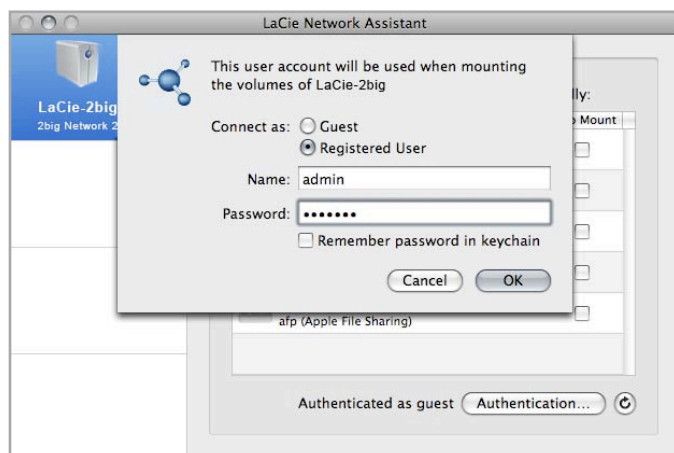 LaCie Network Assistant
This user account will be used when mounting
the volumes of LaCie-2big
Connect as: Guest
Registered User
Name: admin
Password: •••••••
Remember password in keychain
Cancel OK
LaCie-2big
2big Network 2
lly:
Mount
afp (Apple File Sharing)
Authenticated as guest Authentication...